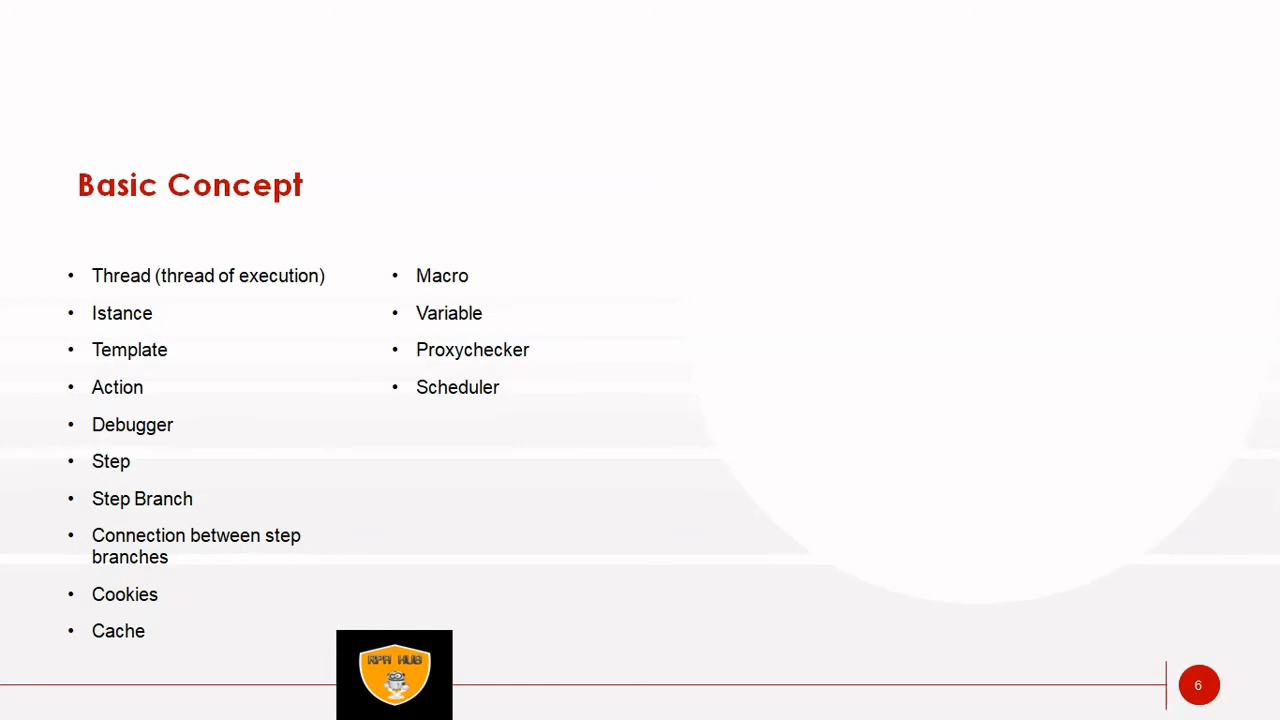 Basic Concept
• Thread (thread of execution)
• Istance
• Template
• Action
• Debugger
• Step
• Step Branch
• Connection between step
branches
• Cookies
• Cache
• Macro
• Variable
• Proxychecker
• Scheduler
RPA HUB
6